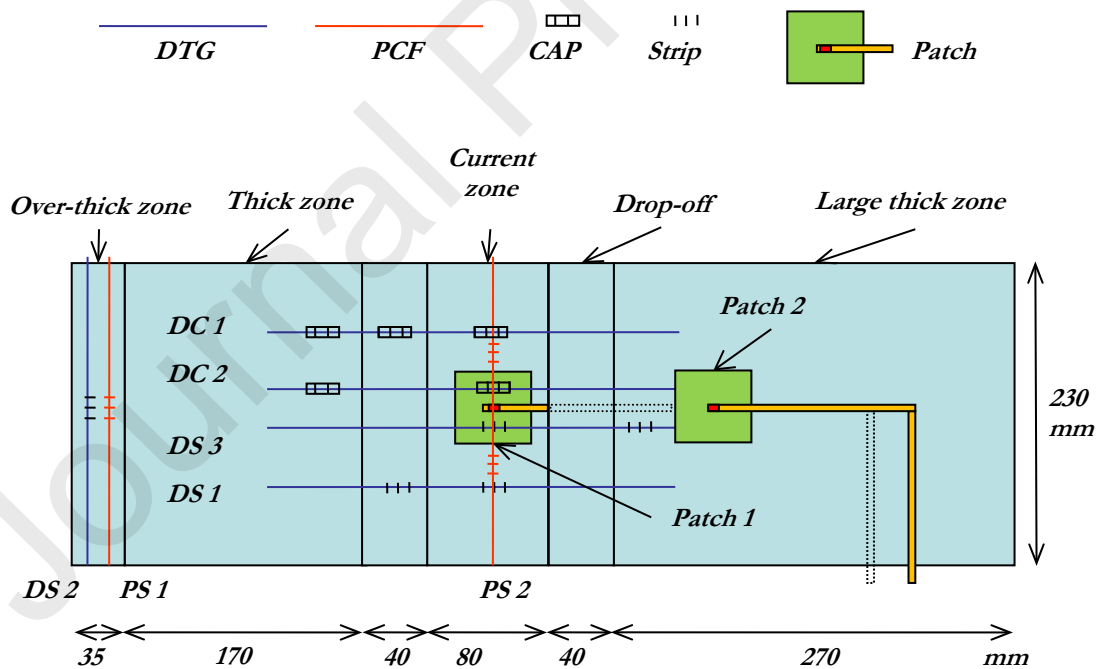 DTG
PCF
CAP
Strip
Patch
Journal Pr
Over-thick zone
Thick zone
Current
zone
Drop-off
Large thick zone
DC 1
DC 2
DS 3
DS 1
Patch 2
Patch 1
230
mm
DS 2
PS 1
PS 2
35
170
40
80
40
270
mm